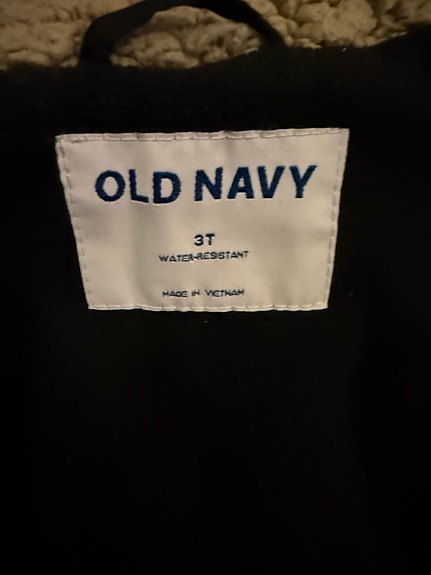 OLD NAVY
3T
WATER-RESISTANT
MADE IN VIETNAM